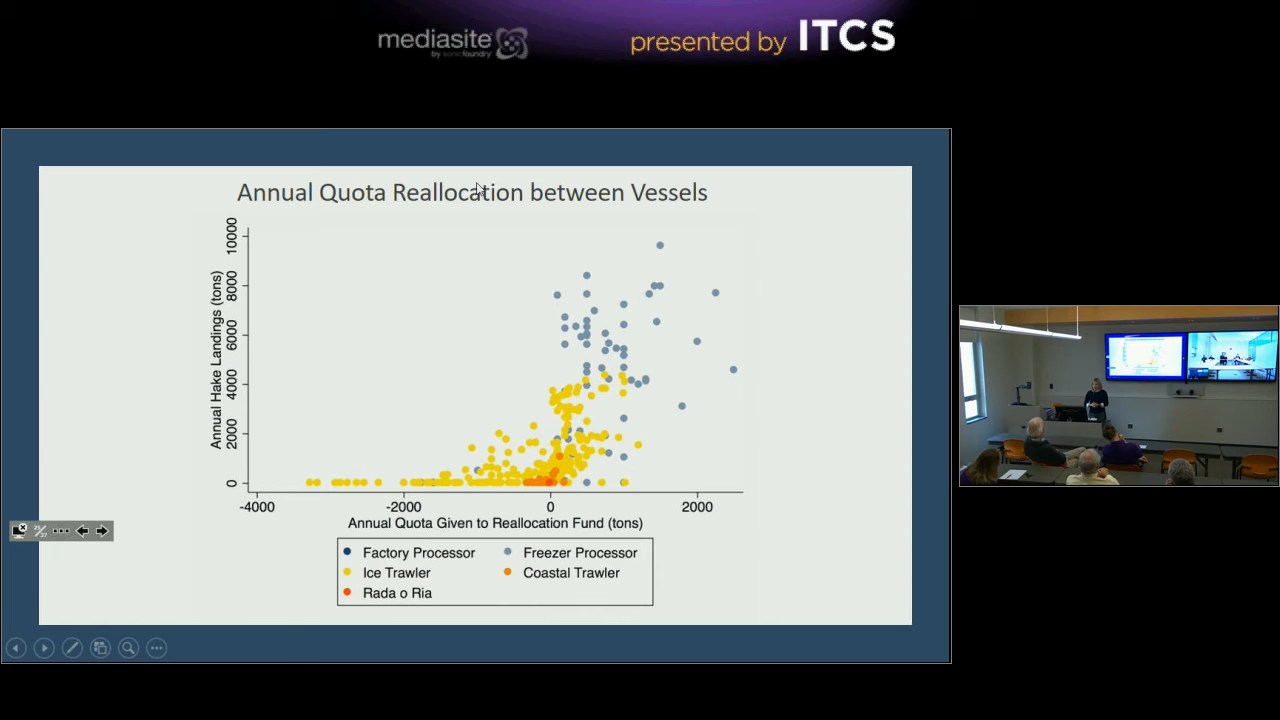 mediasite
by sonicfoundry
presented by ITCS
Annual Quota Reallocation between Vessels
Annual Hake Landings (tons)
10000
8000
6000
4000
2000
0
-4000
-2000
0
2000
Annual Quota Given to Reallocation Fund (tons)
Factory Processor
Freezer Processor
Ice Trawler
Coastal Trawler
Rada o Ria